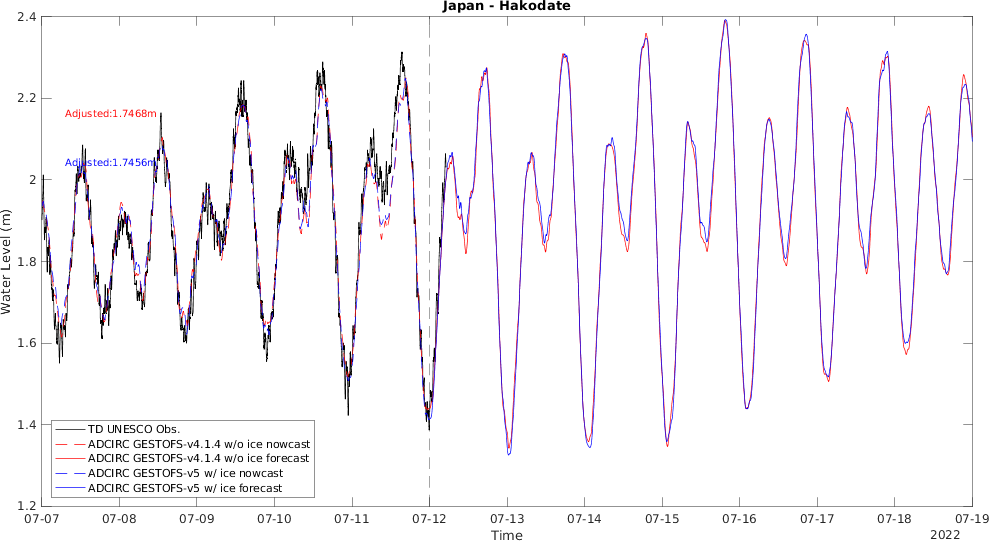 Japan - Hakodate
2.4
2.2
2
1.8
1.6
1.4
1.2
Water Level (m)
Adjusted:1.7468m
Adjusted:1.7456m
TD UNESCO Obs.
ADCIRC GESTOFS-v4.1.4 w/o ice nowcast
ADCIRC GESTOFS-v4.1.4 w/o ice forecast
ADCIRC GESTOFS-v5 w/ ice nowcast
ADCIRC GESTOFS-v5 w/ ice forecast
07-07 07-08 07-09 07-10 07-11 07-12 07-13 07-14 07-15 07-16 07-17 07-18 07-19
Time
2022